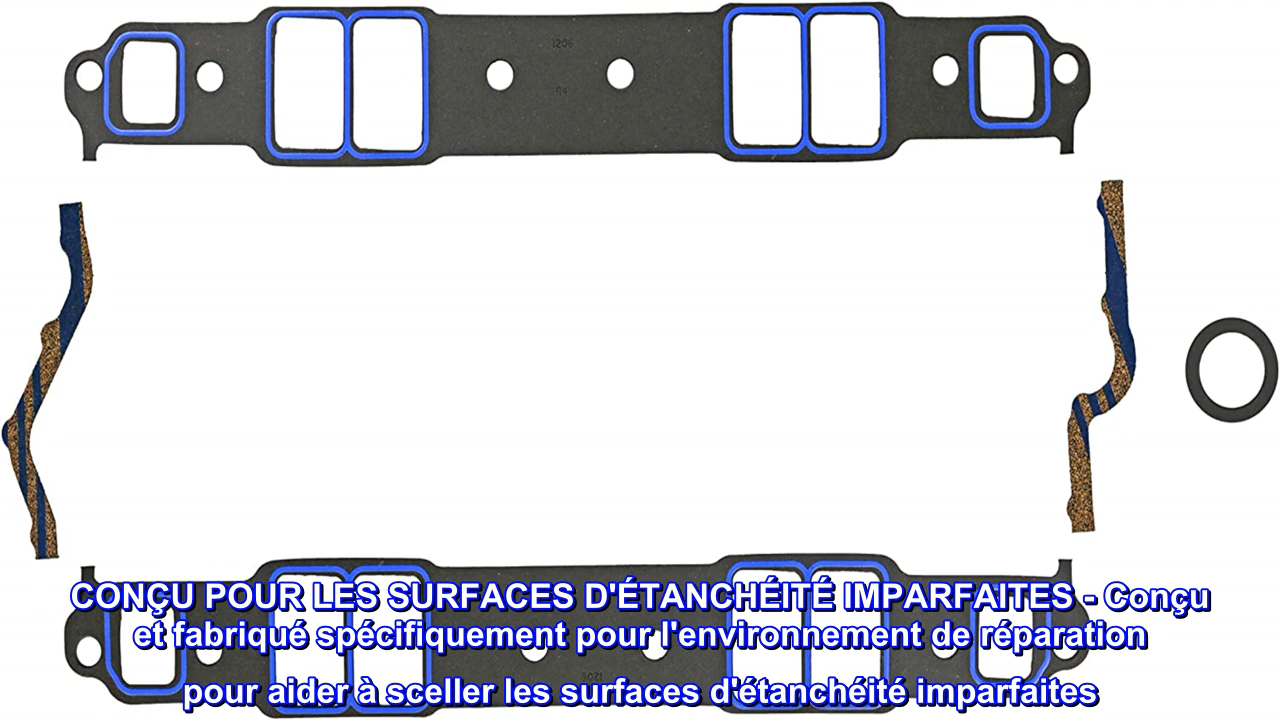 1206
CONÇU POUR LES SURFACES D'ÉTANCHÉITÉ IMPARFAITES - Conçu
et fabriqué spécifiquement pour l'environnement de réparation
pour aider à sceller les surfaces d'étanchéité imparfaites